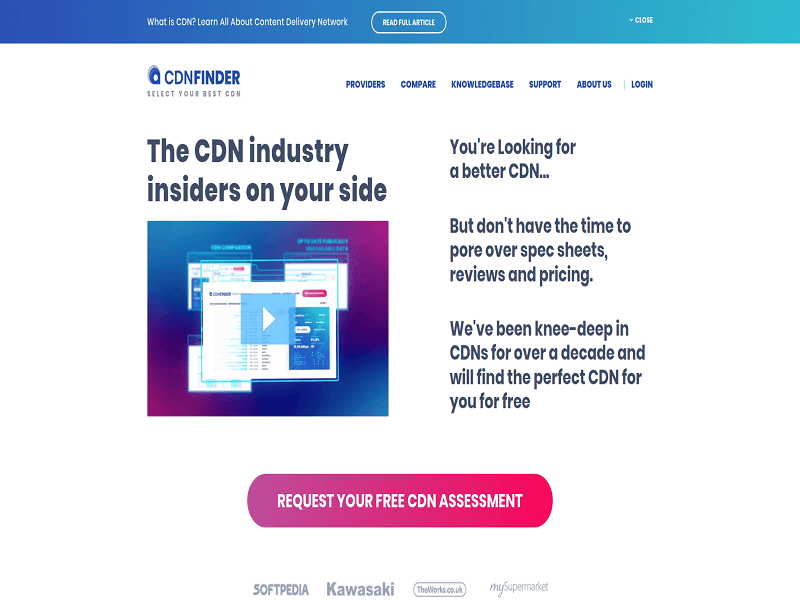 What is CDN? Learn All About Content Delivery Network
READ FULL ARTICLE
CLOSE
CDNFINDER
SELECT YOUR BEST CDN
PROVIDERS
COMPARE
KNOWLEDGEBASE
SUPPORT
ABOUT US
LOGIN
The CDN industry
insiders on your side
CDN COMPARISON
UP TO DATE PUBLICALLY
UNAVAILABLE DATA
CDNFINDER
You're Looking for
a better CDN...
But don't have the time to
pore over spec sheets,
reviews and pricing.
We've been knee-deep in
CDNs for over a decade and
will find the perfect CDN for
you for free
REQUEST YOUR FREE CDN ASSESSMENT
SOFTPEDIA
Kawasaki
TheWorks.co.uk
mySupermarket